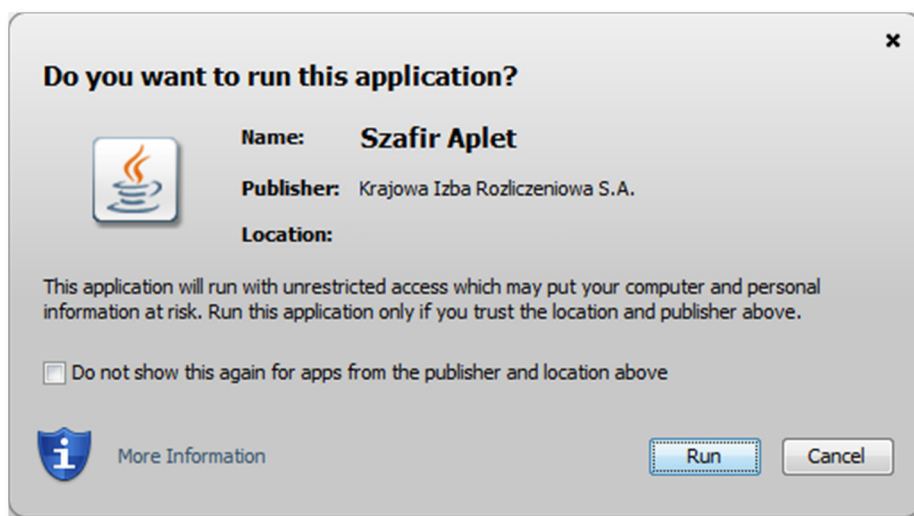 Do you want to run this application?
Name: Szafir Aplet
Publisher: Krajowa Izba Rozliczeniowa S.A.
Location:
This application will run with unrestricted access which may put your computer and personal
information at risk. Run this application only if you trust the location and publisher above.
Do not show this again for apps from the publisher and location above
More Information
Run
Cancel